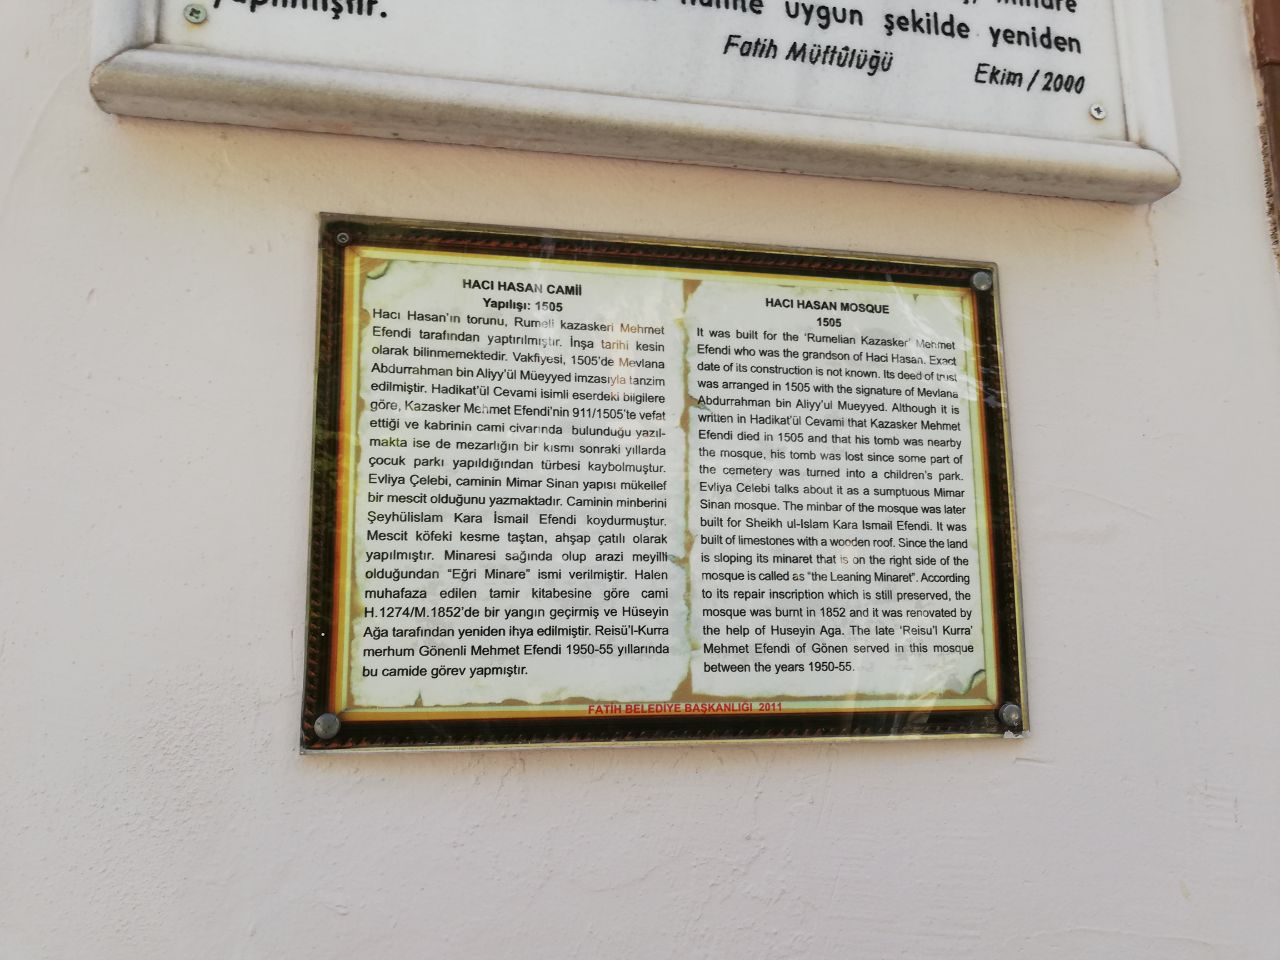 uygun şekilde yeniden
Fatih Müftülüğü Ekim / 2000
HACI HASAN CAMİİ
Yapılışı: 1505
Hacı Hasan'ın torunu, Rumeli kazaskeri Mehmet
Efendi tarafından yaptırılmıştır. İnşa tarihi kesin
olarak bilinmemektedir. Vakfiyesi, 1505'de Mevlana
Abdurrahman bin Aliyy'ül Müeyyed imzasıyla tanzim
edilmiştir. Hadikat'ül Cevami isimli eserdeki bilgilere
göre, Kazasker Mehmet Efendi'nin 911/1505'te vefat
ettiği ve kabrinin cami civarında bulunduğu yazıl-
makta ise de mezarlığın bir kısmı sonraki yıllarda
çocuk parkı yapıldığından türbesi kaybolmuştur.
Evliya Çelebi, caminin Mimar Sinan yapısı mükellef
bir mescit olduğunu yazmaktadır. Caminin minberini
Şeyhülislam Kara İsmail Efendi koydurmuştur.
Mescit köfeki kesme taştan, ahşap çatılı olarak
yapılmıştır. Minaresi sağında olup arazi meyilli
olduğundan "Eğri Minare" ismi verilmiştir. Halen
muhafaza edilen tamir kitabesine göre cami
H.1274/M.1852'de bir yangın geçirmiş ve Hüseyin
Ağa tarafından yeniden ihya edilmiştir. Reisü'l-Kurra
merhum Gönenli Mehmet Efendi 1950-55 yıllarında
bu camide görev yapmıştır.
HACI HASAN MOSQUE
1505
It was built for the 'Rumelian Kazasker' Mehmet
Efendi who was the grandson of Haci Hasan. Exact
date of its construction is not known. Its deed of trust
was arranged in 1505 with the signature of Mevlana
Abdurrahman bin Aliyy'ul Mueyyed. Although it is
written in Hadikat'ül Cevami that Kazasker Mehmet
Efendi died in 1505 and that his tomb was nearby
the mosque, his tomb was lost since some part of
the cemetery was turned into a children's park.
Evliya Celebi talks about it as a sumptuous Mimar
Sinan mosque. The minbar of the mosque was later
built for Sheikh ul-Islam Kara Ismail Efendi. It was
built of limestones with a wooden roof. Since the land
is sloping its minaret that is on the right side of the
mosque is called as "the Leaning Minaret". According
to its repair inscription which is still preserved, the
mosque was burnt in 1852 and it was renovated by
the help of Huseyin Aga. The late 'Reisu'l Kurra'
Mehmet Efendi of Gönen served in this mosque
between the years 1950-55.
FATİH BELEDİYE BAŞKANLIĞI 2011